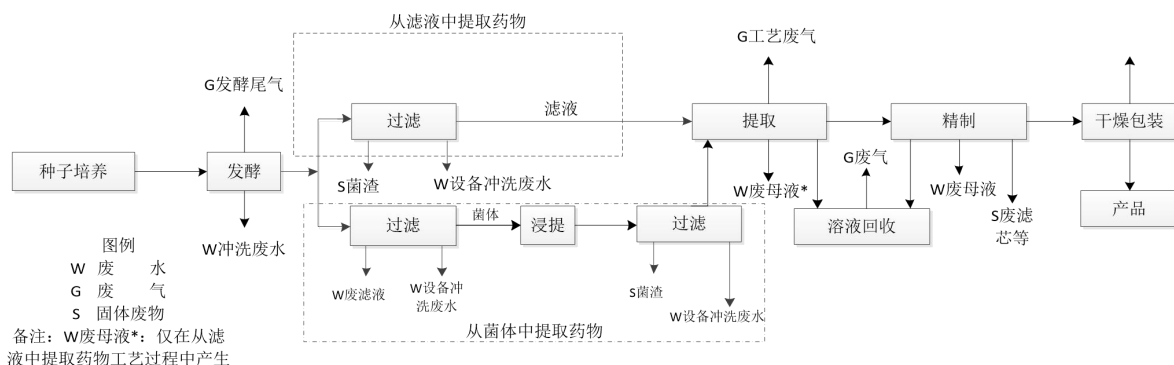 从滤液中提取药物
G工艺废气
G发酵尾气
滤液
过滤
提取
精制
干燥包装
种子培养
发酵
G废气
S菌渣
W设备冲洗废水
W废母液*
W废母液
菌体
过滤
浸提
过滤
溶液回收
S废滤
芯等
产品
W冲洗废水
图例
W 废 水
G 废 气
S 固体废物
备注：W废母液*：仅在从滤
液中提取药物工艺过程中产生
W废滤液
W设备冲
洗废水
S菌渣
W设备冲洗废水
从菌体中提取药物